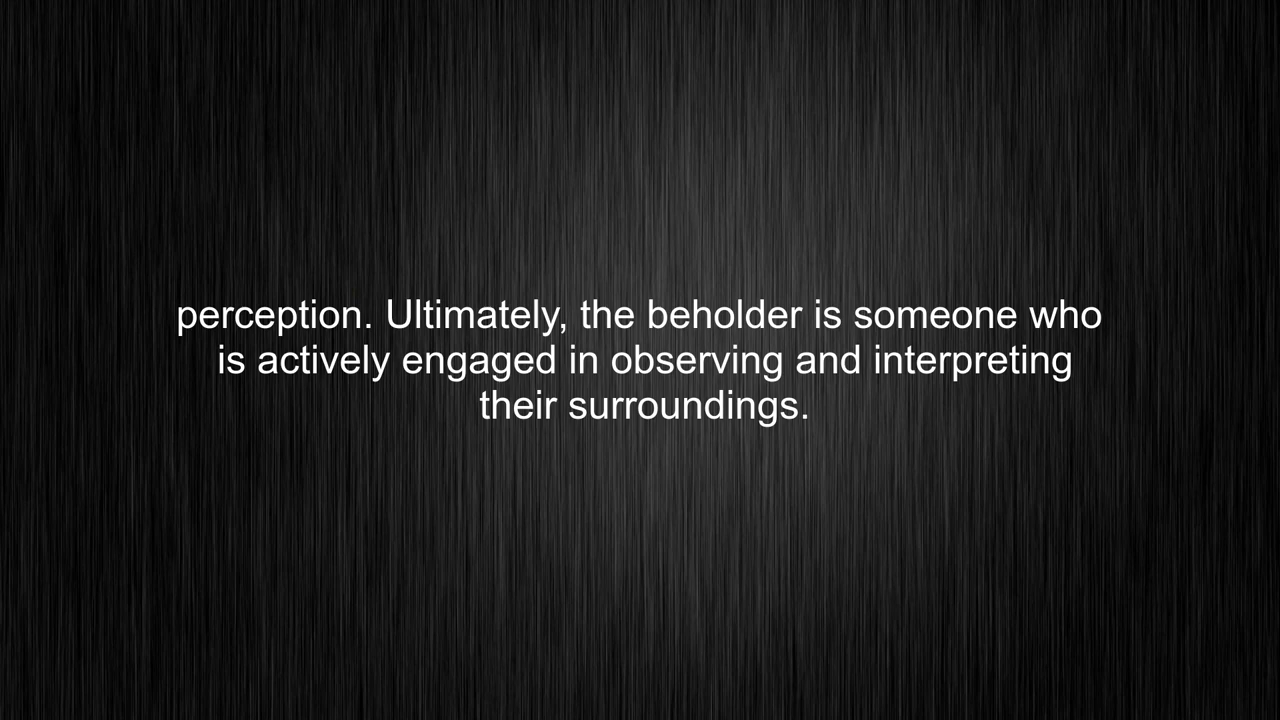 perception. Ultimately, the beholder is someone who
is actively engaged in observing and interpreting
their surroundings.